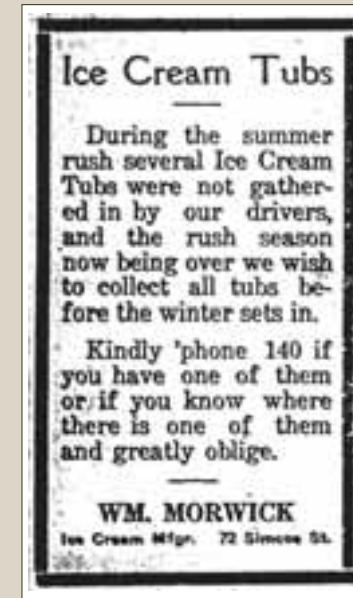 Ice Cream Tubs
During the summer
rush several Ice Cream
Tubs were not gather-
ed in by our drivers,
and the rush season
now being over we wish
to collect all tubs be-
fore the winter sets in.
Kindly 'phone 140 if
you have one of them
or if you know where
there is one of them
and greatly oblige.
WM. MORWICK
Ice Cream Mfgr. 72 Simcoe St.